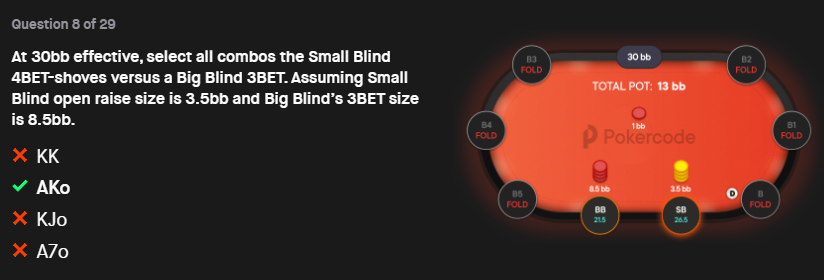 Question 8 of 29
At 30bb effective, select all combos the Small Blind
4BET-shoves versus a Big Blind 3BET. Assuming Small
Blind open raise size is 3.5bb and Big Blind's 3BET size
is 8.5bb.
KK
AKo
KJo
A7o
30 bb
B3
FOLD
B2
FOLD
TOTAL POT: 13 bb
B4
FOLD
1 bb
B1
FOLD
Pokercode
B5
FOLD
8.5 bb
3.5 bb
D
B
FOLD
BB
21.5
SB
26.5